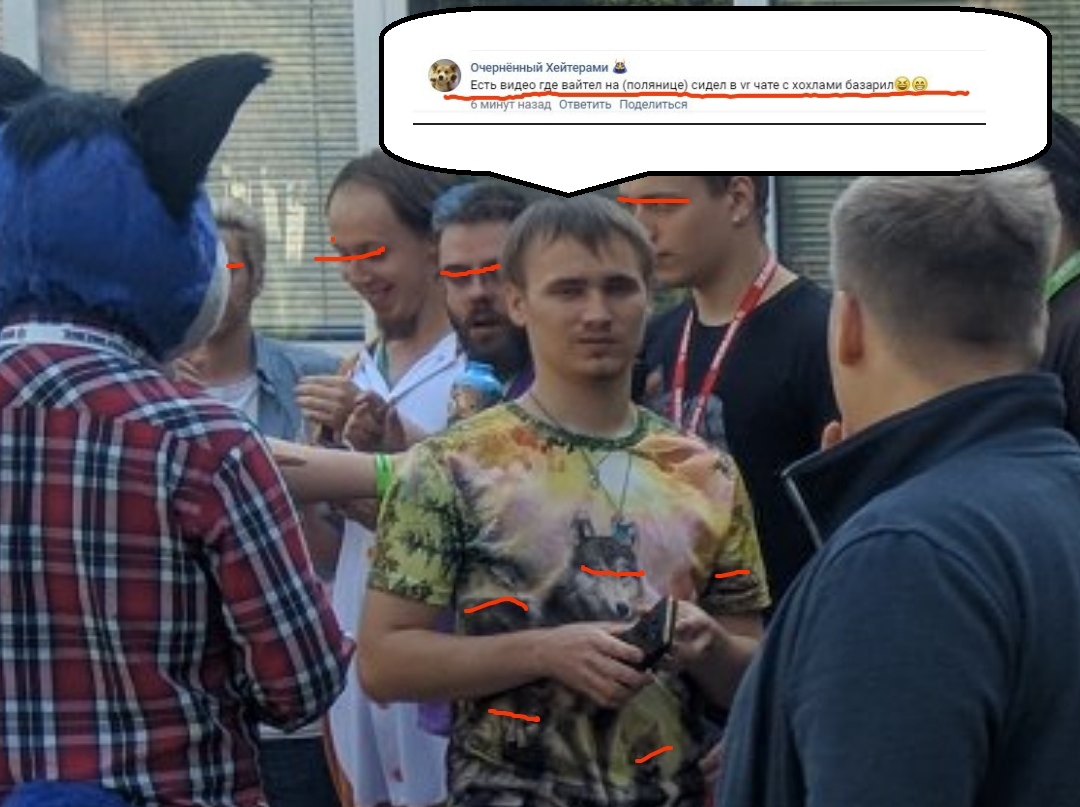 Очернённый Хейтерами
Есть видео где вайтел на (полянице) сидел в vr чате с хохлами базарил😆😁
6 минут назад Ответить Поделиться